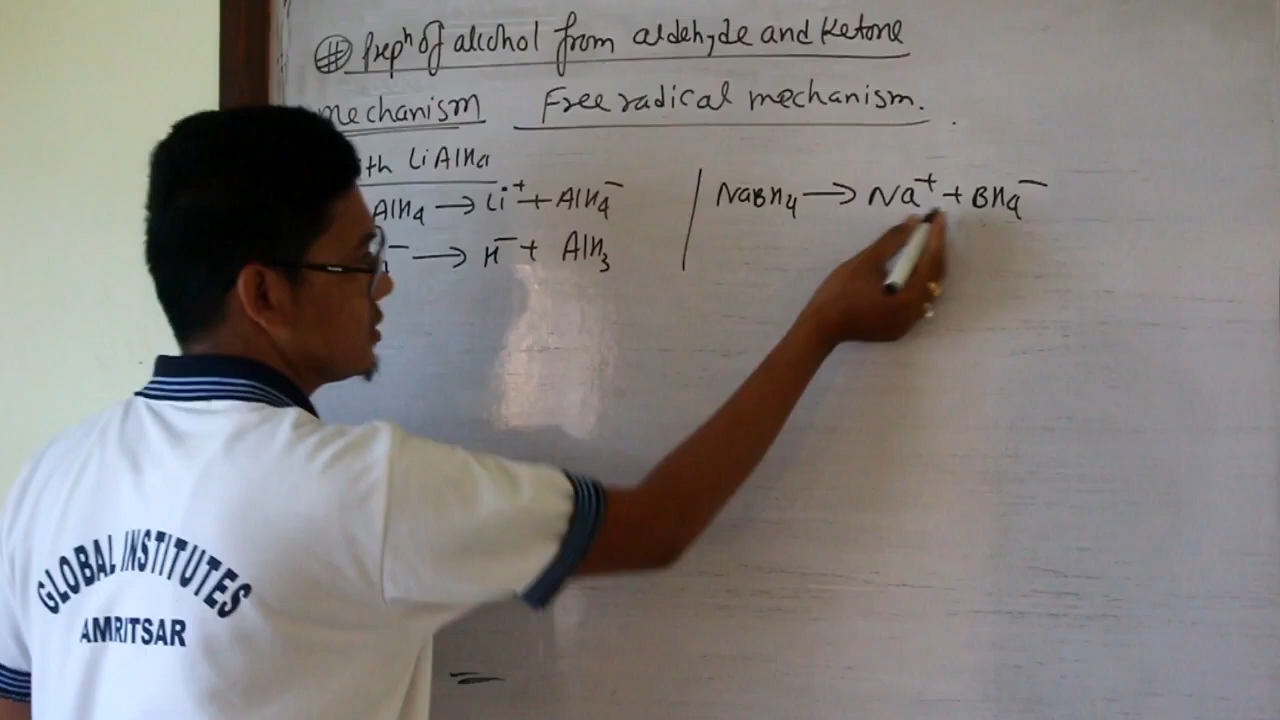 # Prepⁿ of alcohol from aldehyde and Ketone
mechanism Free radical mechanism.
th LiAlH4
AlH4 → Li⁺ + AlH4⁻
⁻ → H⁻ + AlH3
NaBH4 → Na⁺ + BH4⁻
GLOBAL INSTITUTES
AMRITSAR